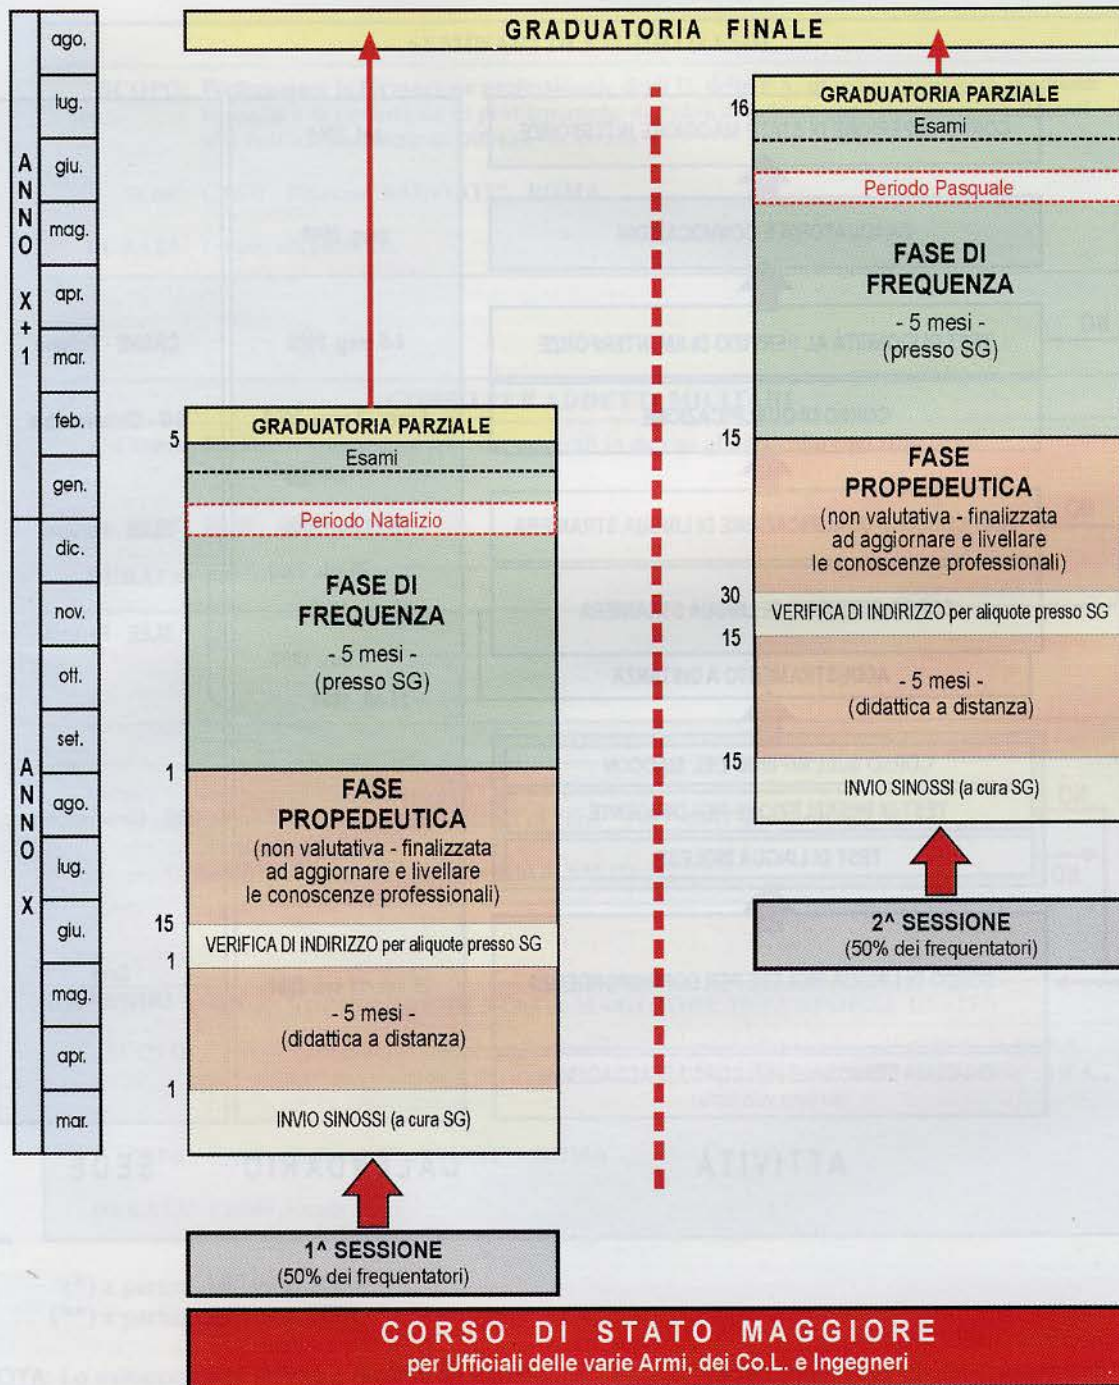 GRADUATORIA FINALE
ANNO X+1
ago.
lug.
giu.
mag.
apr.
mar.
feb.
gen.
ANNO X
dic.
nov.
ott.
set.
ago.
lug.
giu.
mag.
apr.
mar.
GRADUATORIA PARZIALE
5
Esami
Periodo Natalizio
FASE DI
FREQUENZA
- 5 mesi -
(presso SG)
1
FASE
PROPEDEUTICA
(non valutativa - finalizzata
ad aggiornare e livellare
le conoscenze professionali)
15
VERIFICA DI INDIRIZZO per aliquote presso SG
1
- 5 mesi -
(didattica a distanza)
1
INVIO SINOSSI (a cura SG)
1^ SESSIONE
(50% dei frequentatori)
GRADUATORIA PARZIALE
16
Esami
Periodo Pasquale
FASE DI
FREQUENZA
- 5 mesi -
(presso SG)
15
FASE
PROPEDEUTICA
(non valutativa - finalizzata
ad aggiornare e livellare
le conoscenze professionali)
30
VERIFICA DI INDIRIZZO per aliquote presso SG
15
- 5 mesi -
(didattica a distanza)
15
INVIO SINOSSI (a cura SG)
2^ SESSIONE
(50% dei frequentatori)
CORSO DI STATO MAGGIORE
per Ufficiali delle varie Armi, dei Co.L. e Ingegneri